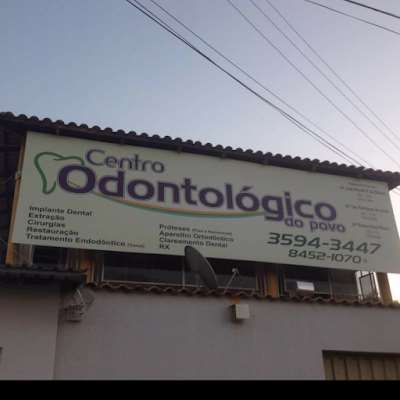 Centro
Odontológico
do povo
Implante Dental
Extração
Cirurgias
Restauração
Tratamento Endodôntico (Canal)
Próteses
Aparelho Ortodôntico
Clareamento Dental
RX
3594-3447
8452-1070